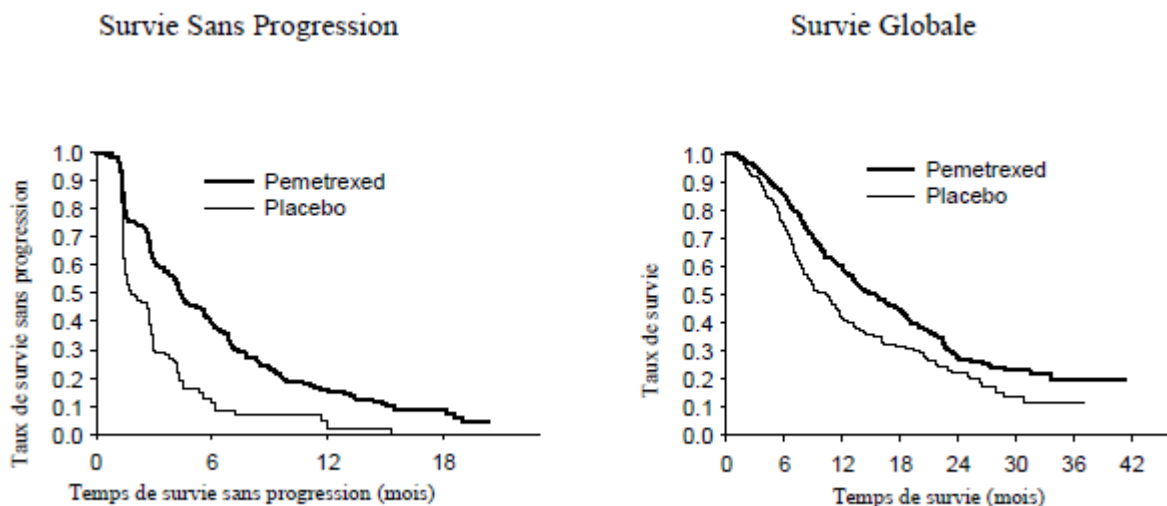 Survie Sans Progression
Survie Globale
Taux de survie sans progression
1.0
0.9
0.8
0.7
0.6
0.5
0.4
0.3
0.2
0.1
0.0
Pemetrexed
Placebo
0 6 12 18
Temps de survie sans progression (mois)
Taux de survie
1.0
0.9
0.8
0.7
0.6
0.5
0.4
0.3
0.2
0.1
0.0
Pemetrexed
Placebo
0 6 12 18 24 30 36 42
Temps de survie (mois)